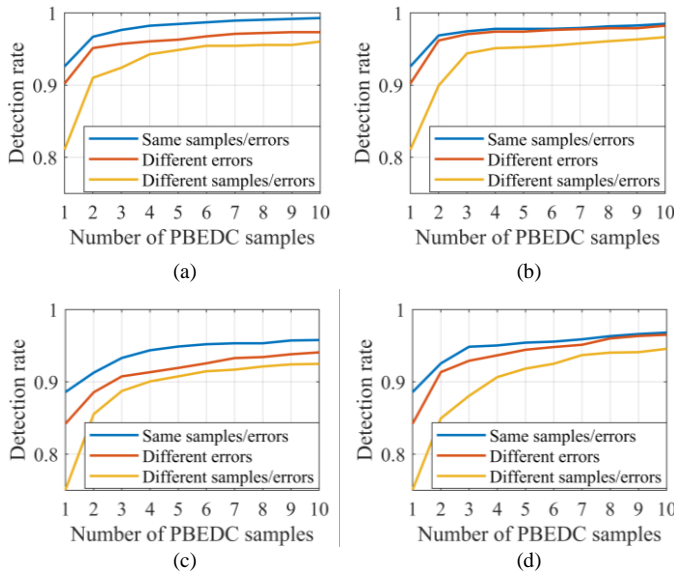 1
0.9
0.8
Detection rate
Same samples/errors
Different errors
Different samples/errors
1 2 3 4 5 6 7 8 9 10
Number of PBEDC samples
(a)
1
0.9
0.8
Detection rate
Same samples/errors
Different errors
Different samples/errors
1 2 3 4 5 6 7 8 9 10
Number of PBEDC samples
(b)
1
0.9
0.8
Detection rate
Same samples/errors
Different errors
Different samples/errors
1 2 3 4 5 6 7 8 9 10
Number of PBEDC samples
(c)
1
0.9
0.8
Detection rate
Same samples/errors
Different errors
Different samples/errors
1 2 3 4 5 6 7 8 9 10
Number of PBEDC samples
(d)